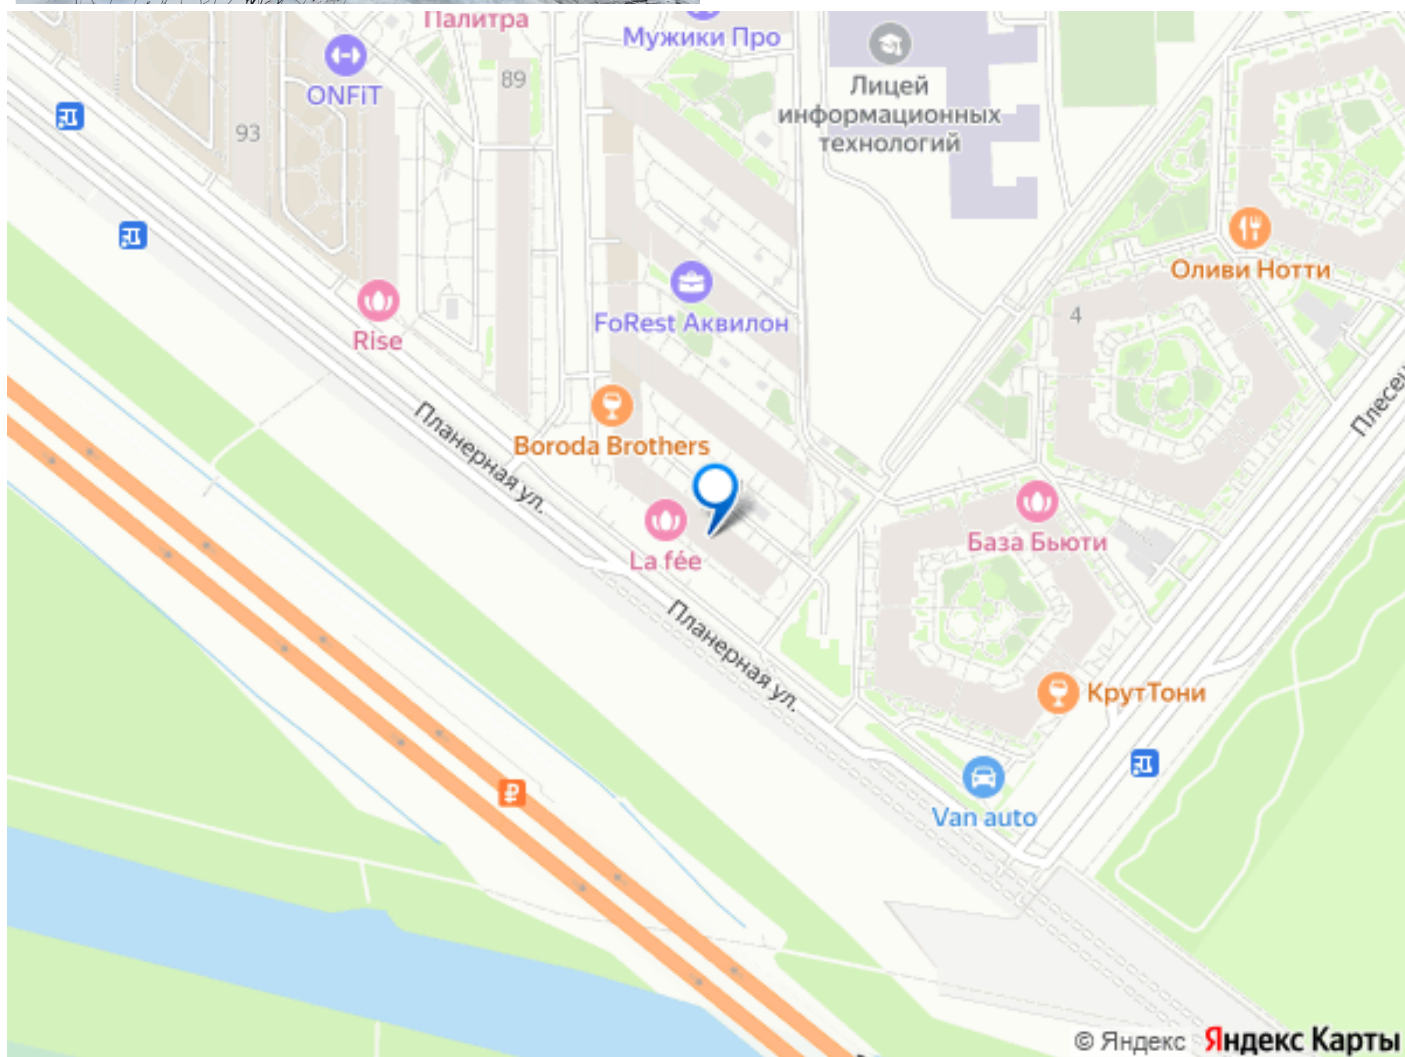 Палитра
Мужики Про
ONFiT
89
Лицей
информационных
технологий
93
Оливи Нотти
4
FoRest Аквилон
Rise
Boroda Brothers
Планерная ул.
La fée
База Бьюти
Планерная ул.
КрутТони
Van auto
© Яндекс Яндекс Карты